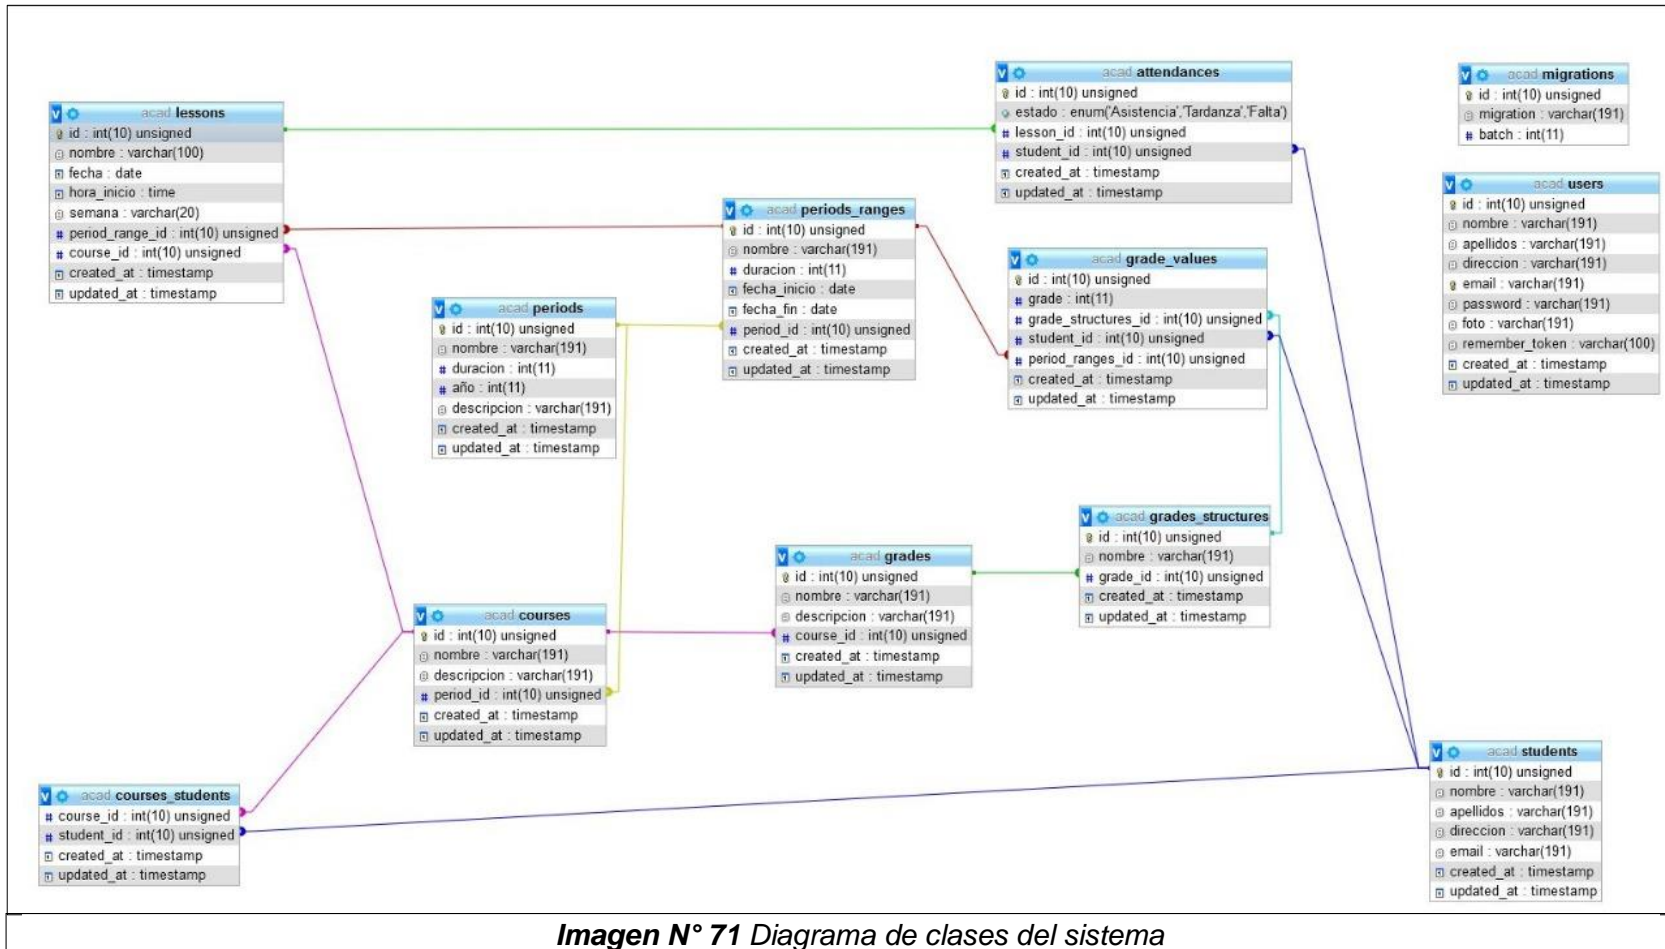 acad lessons
id : int(10) unsigned
nombre : varchar(100)
fecha : date
hora_inicio : time
semana : varchar(20)
# period_range_id : int(10) unsigned
# course_id : int(10) unsigned
created_at : timestamp
updated_at : timestamp
acad attendances
id : int(10) unsigned
estado : enum('Asistencia','Tardanza','Falta')
# lesson_id : int(10) unsigned
# student_id : int(10) unsigned
created_at : timestamp
updated_at : timestamp
acad migrations
id : int(10) unsigned
migration : varchar(191)
# batch : int(11)
acad users
id : int(10) unsigned
nombre : varchar(191)
apellidos : varchar(191)
direccion : varchar(191)
email : varchar(191)
password : varchar(191)
foto : varchar(191)
remember_token : varchar(100)
created_at : timestamp
updated_at : timestamp
acad periods_ranges
id : int(10) unsigned
nombre : varchar(191)
# duracion : int(11)
fecha_inicio : date
fecha_fin : date
# period_id : int(10) unsigned
created_at : timestamp
updated_at : timestamp
acad grade_values
id : int(10) unsigned
# grade : int(11)
# grade_structures_id : int(10) unsigned
# student_id : int(10) unsigned
# period_ranges_id : int(10) unsigned
created_at : timestamp
updated_at : timestamp
acad periods
id : int(10) unsigned
nombre : varchar(191)
# duracion : int(11)
# año : int(11)
descripcion : varchar(191)
created_at : timestamp
updated_at : timestamp
acad grades_structures
id : int(10) unsigned
nombre : varchar(191)
# grade_id : int(10) unsigned
created_at : timestamp
updated_at : timestamp
acad grades
id : int(10) unsigned
nombre : varchar(191)
descripcion : varchar(191)
# course_id : int(10) unsigned
created_at : timestamp
updated_at : timestamp
acad courses
id : int(10) unsigned
nombre : varchar(191)
descripcion : varchar(191)
# period_id : int(10) unsigned
created_at : timestamp
updated_at : timestamp
acad courses_students
# course_id : int(10) unsigned
# student_id : int(10) unsigned
created_at : timestamp
updated_at : timestamp
acad students
id : int(10) unsigned
nombre : varchar(191)
apellidos : varchar(191)
direccion : varchar(191)
email : varchar(191)
created_at : timestamp
updated_at : timestamp
Imagen N° 71 Diagrama de clases del sistema